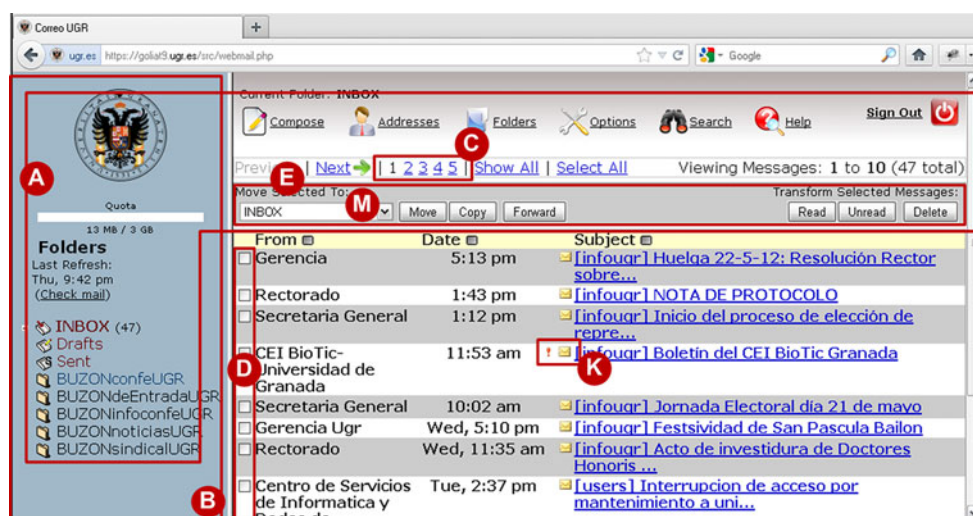 Correo UGR
ugr.es https://goliat9.ugr.es/src/webmail.php
Google
Current Folder: INBOX
Compose Addresses Folders Options Search Help Sign Out
C
A
Next | 1 2 3 4 5 | Show All | Select All Viewing Messages: 1 to 10 (47 total)
E
Move Selected To: Transform Selected Messages:
M
INBOX Move Copy Forward Read Unread Delete
Quota
13 MB / 3 GB
Folders
Last Refresh:
Thu, 9:42 pm
(Check mail)
INBOX (47)
Drafts
Sent
BUZONconfeUGR
BUZONdeEntradaUGR
BUZONinfoconfeUGR
BUZONnoticiasUGR
BUZONsindicalUGR
B
From Date Subject
Gerencia 5:13 pm [infougr] Huelga 22-5-12: Resolución Rector
sobre...
Rectorado 1:43 pm [infougr] NOTA DE PROTOCOLO
Secretaria General 1:12 pm [infougr] Inicio del proceso de elección de
repre...
CEI BioTic- 11:53 am ! [infougr] Boletín del CEI BioTic Granada
D
K
Universidad de
Granada
Secretaria General 10:02 am [infougr] Jornada Electoral día 21 de mayo
Gerencia Ugr Wed, 5:10 pm [infougr] Festsividad de San Pascula Bailon
Rectorado Wed, 11:35 am [infougr] Acto de investidura de Doctores
Honoris ...
Centro de Servicios Tue, 2:37 pm [users] Interrupcion de acceso por
de Informatica y mantenimiento a uni...